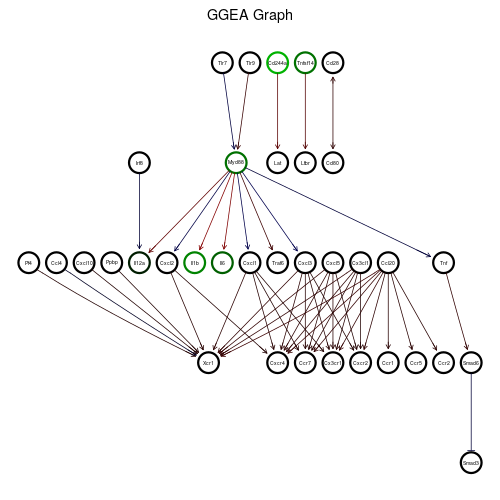 GGEA Graph
Tlr7 Tlr9 Cd244a Tnfsf14 Cd28
Irf8 Myd88 Lat Ltbr Cd80
Pf4 Ccl4 Cxcl10 Ppbp Il12a Cxcl2 Il1b Il6 Cxcl1 Traf6 Cxcl3 Cxcl5 Cx3cl1 Ccl20 Tnf
Xcr1 Cxcr4 Ccr7 Cx3cr1 Cxcr2 Ccr1 Ccr5 Ccr2 Smad6
Smad3